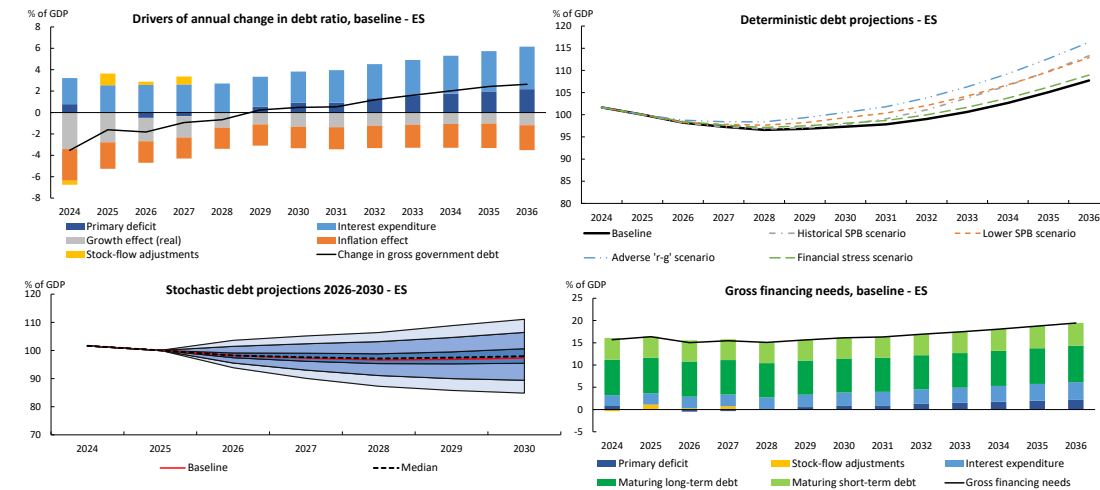 % of GDP
Drivers of annual change in debt ratio, baseline - ES
8
6
4
2
0
-2
-4
-6
-8
2024 2025 2026 2027 2028 2029 2030 2031 2032 2033 2034 2035 2036
Primary deficit Interest expenditure
Growth effect (real) Inflation effect
Stock-flow adjustments Change in gross government debt
% of GDP
Deterministic debt projections - ES
120
115
110
105
100
95
90
85
80
2024 2025 2026 2027 2028 2029 2030 2031 2032 2033 2034 2035 2036
Baseline Historical SPB scenario Lower SPB scenario
Adverse 'r-g' scenario Financial stress scenario
% of GDP
Stochastic debt projections 2026-2030 - ES
120
110
100
90
80
70
2024 2025 2026 2027 2028 2029 2030
Baseline Median
% of GDP
Gross financing needs, baseline - ES
25
20
15
10
5
0
-5
2024 2025 2026 2027 2028 2029 2030 2031 2032 2033 2034 2035 2036
Primary deficit Stock-flow adjustments Interest expenditure
Maturing long-term debt Maturing short-term debt Gross financing needs